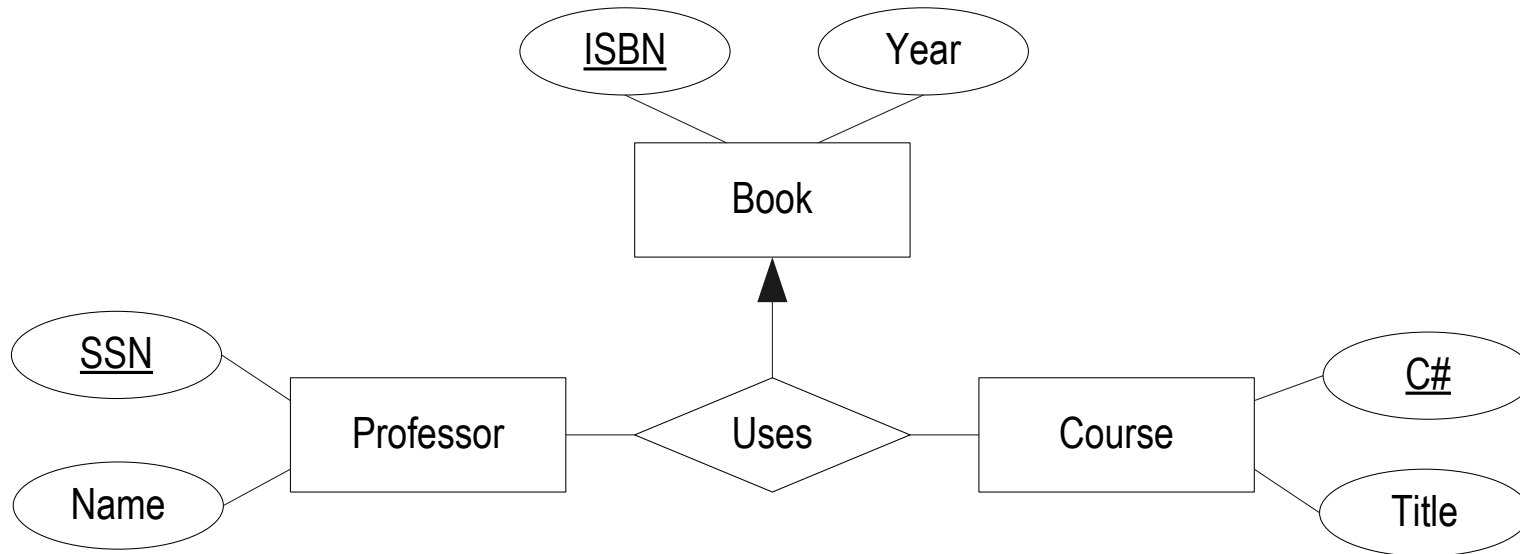 ISBN
Year
Book
SSN
Name
Professor
Uses
Course
C#
Title